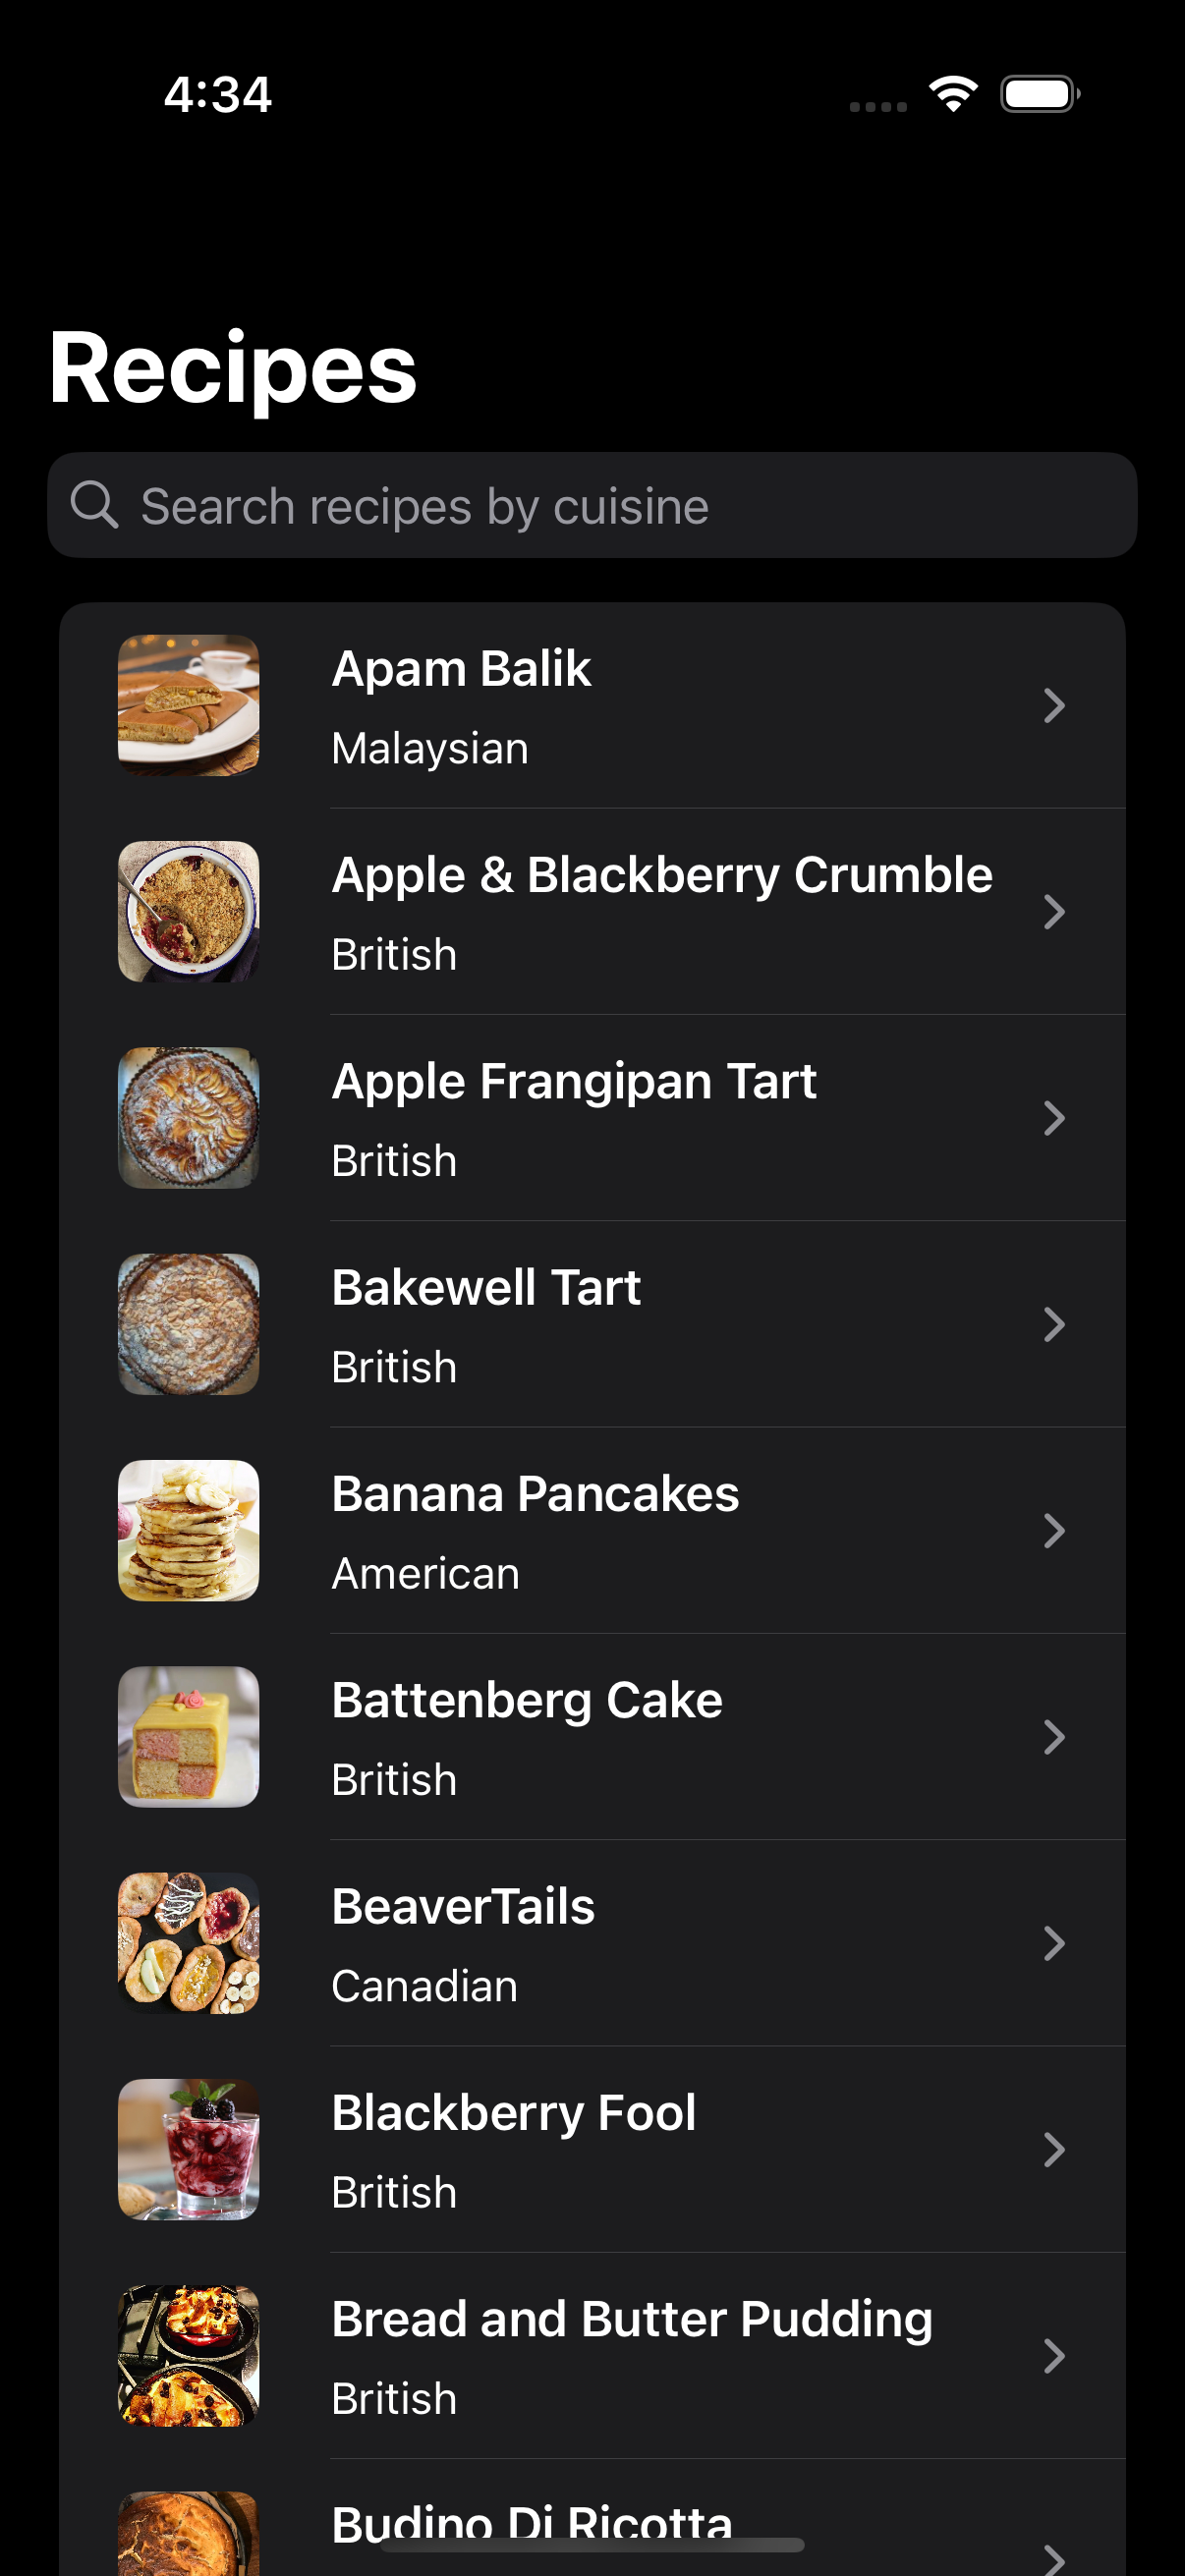 4:34
Recipes
Search recipes by cuisine
Apam Balik
Malaysian
Apple & Blackberry Crumble
British
Apple Frangipan Tart
British
Bakewell Tart
British
Banana Pancakes
American
Battenberg Cake
British
BeaverTails
Canadian
Blackberry Fool
British
Bread and Butter Pudding
British
Budino Di Ricotta